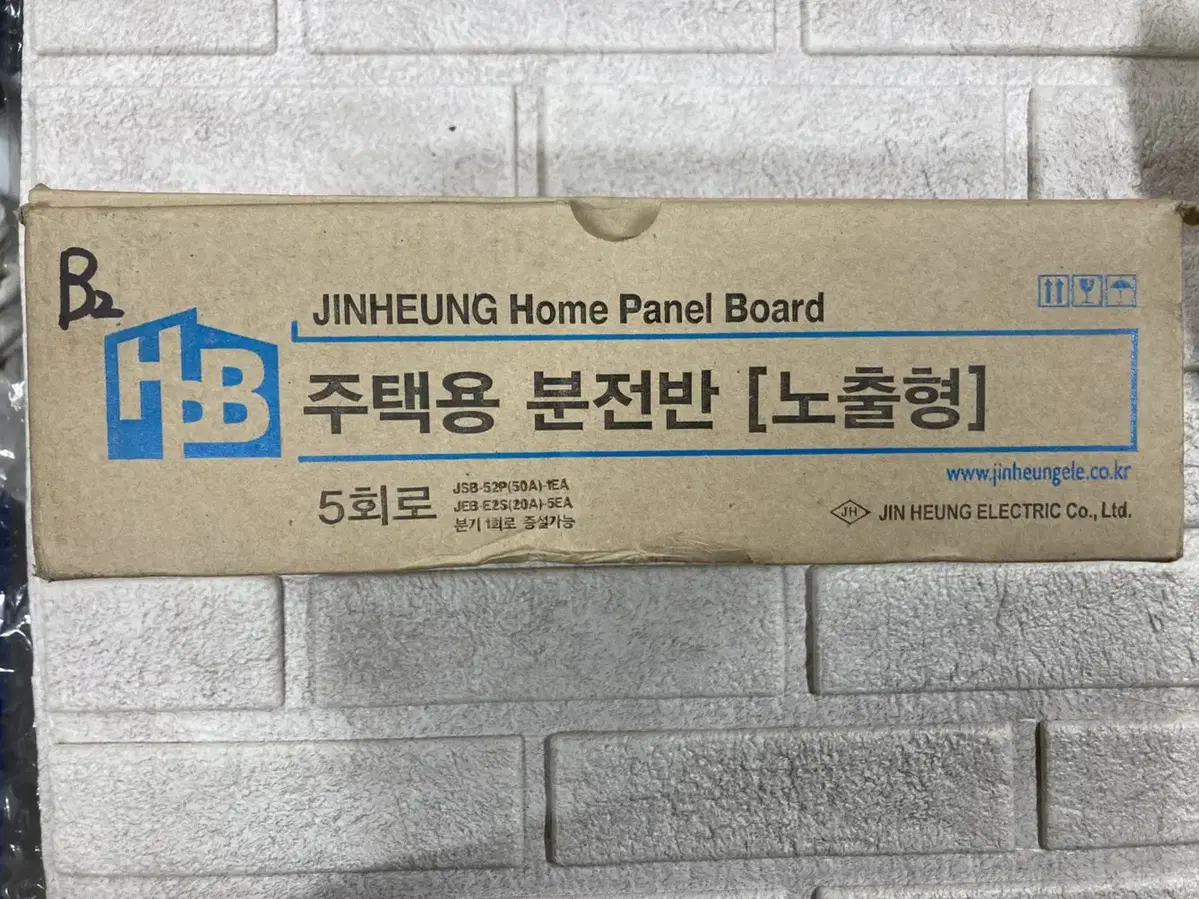 B2
JINHEUNG Home Panel Board
HPB
주택용 분전반 [노출형]
www.jinheungele.co.kr
5회로
JSB-52P(50A)-1EA
JEB-E2S(20A)-5EA
분기 1회로 증설가능
JH JIN HEUNG ELECTRIC Co., Ltd.